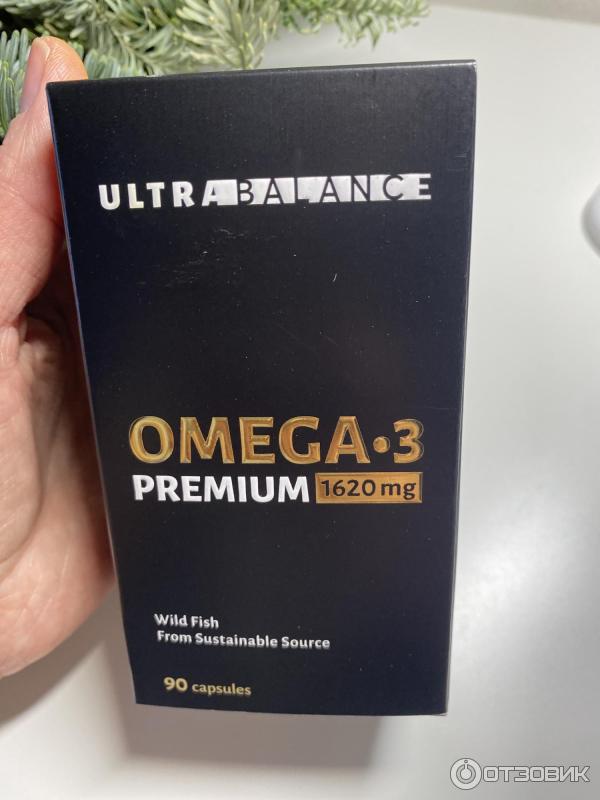 ULTRABALANCE
OMEGA•3
PREMIUM 1620 mg
Wild Fish
From Sustainable Source
90 capsules
ОТЗОВИК